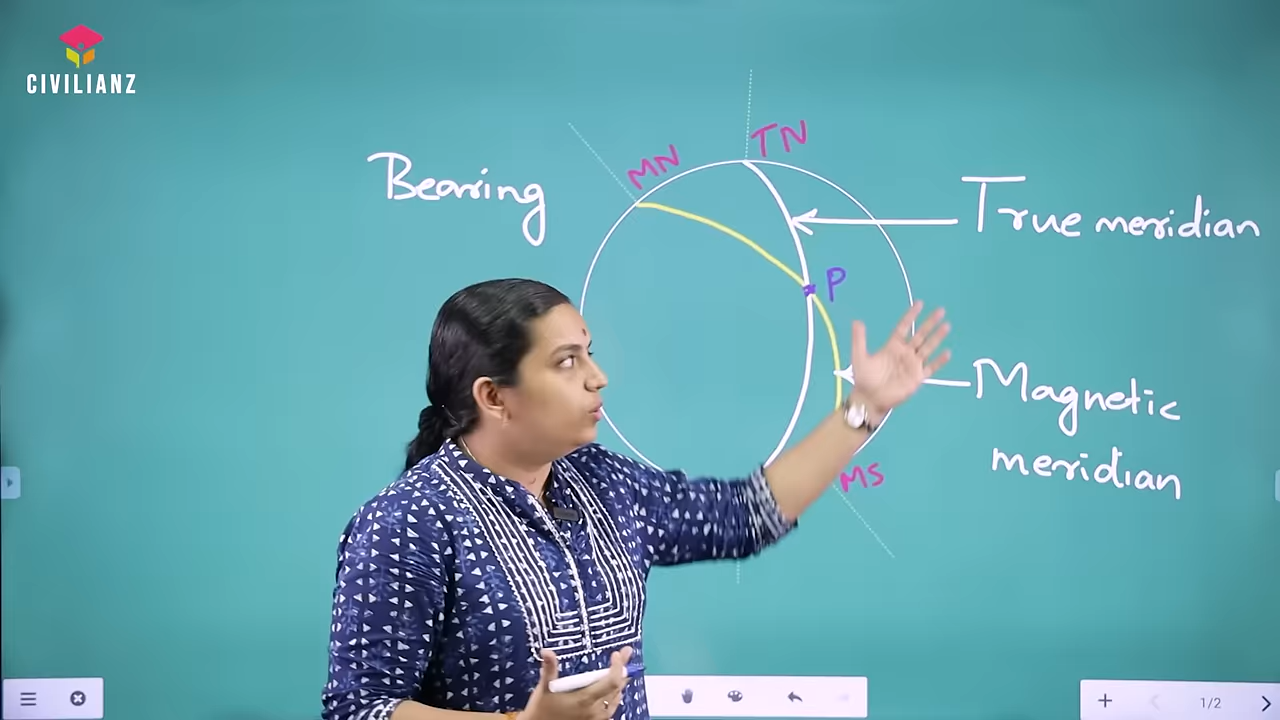 CIVILIANZ
TN
MN
Bearing
True meridian
P
Magnetic
meridian
MS
1/2